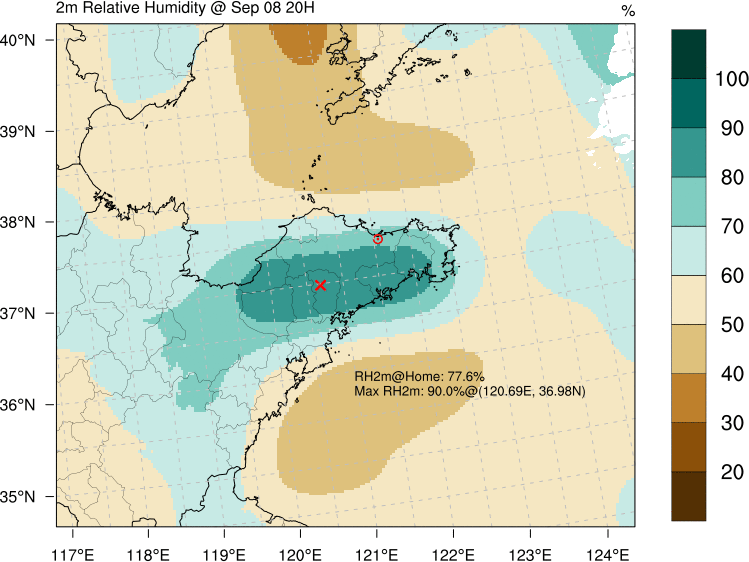 2m Relative Humidity @ Sep 08 20H
%
40°N
39°N
38°N
37°N
36°N
35°N
117°E
118°E
119°E
120°E
121°E
122°E
123°E
124°E
RH2m@Home: 77.6%
Max RH2m: 90.0%@(120.69E, 36.98N)
100
90
80
70
60
50
40
30
20